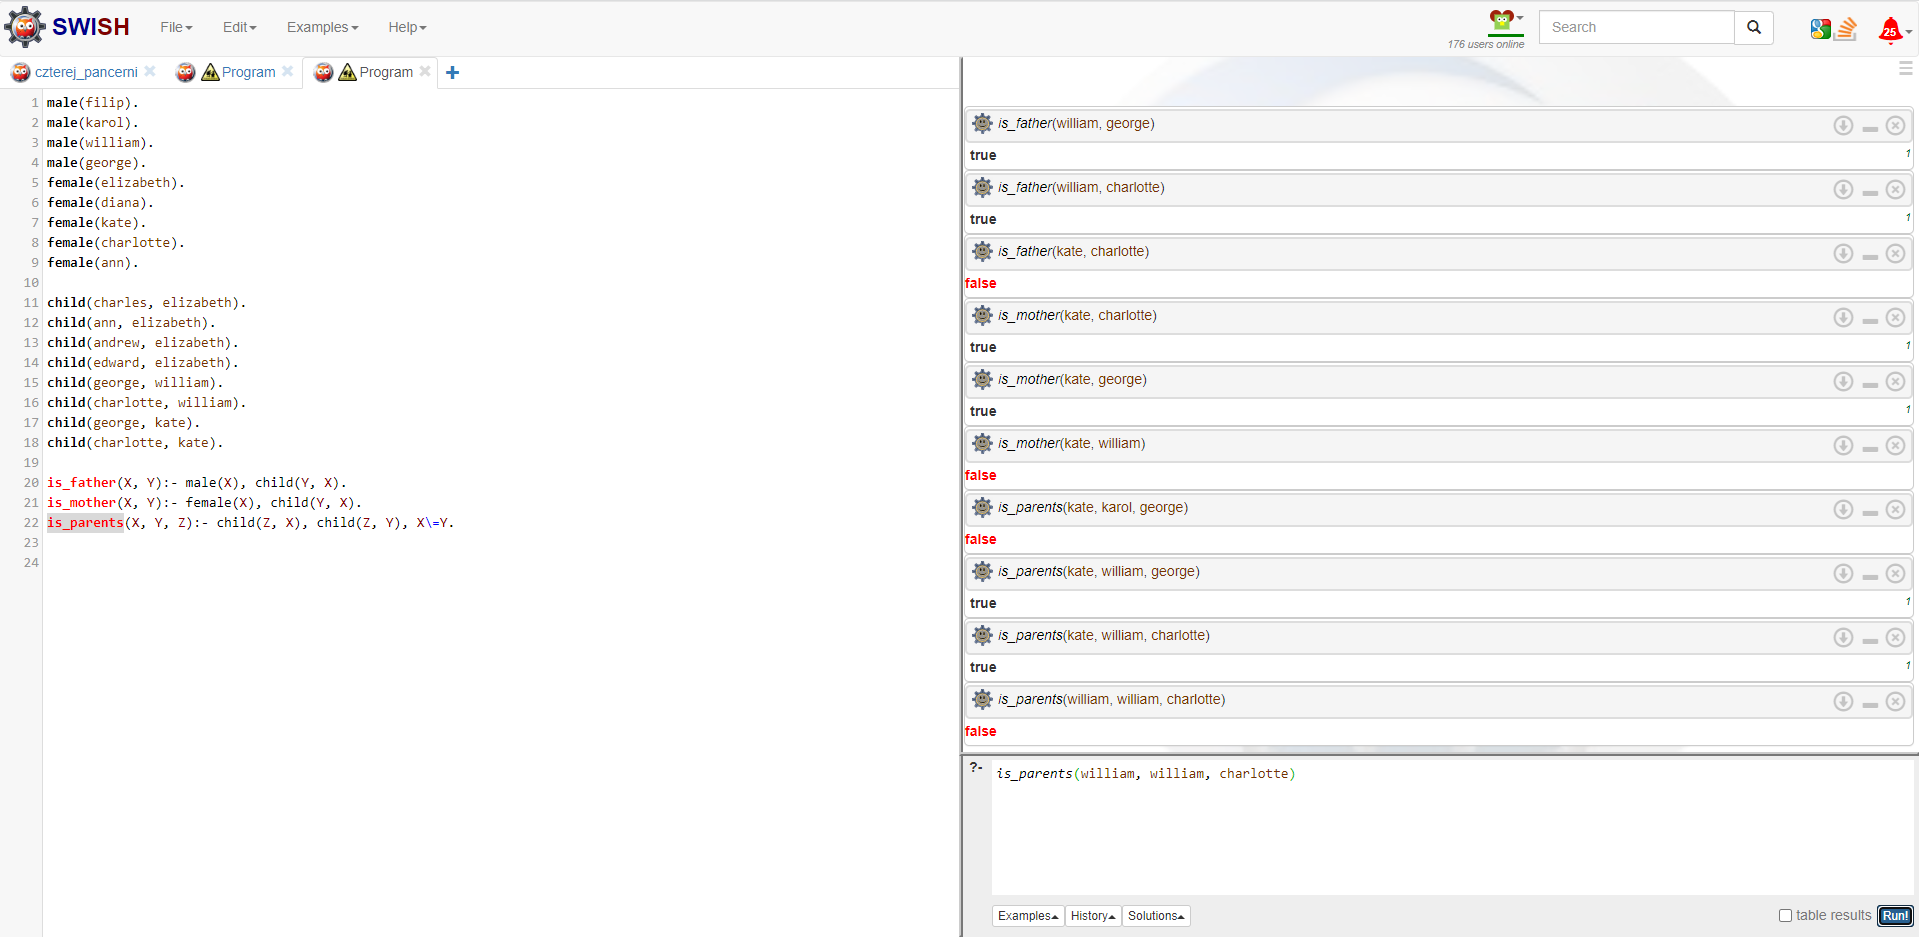 SWISH File Edit Examples Help 176 users online Search 25
czterej_pancerni Program Program
1 male(filip).
2 male(karol).
3 male(william).
4 male(george).
5 female(elizabeth).
6 female(diana).
7 female(kate).
8 female(charlotte).
9 female(ann).
10
11 child(charles, elizabeth).
12 child(ann, elizabeth).
13 child(andrew, elizabeth).
14 child(edward, elizabeth).
15 child(george, william).
16 child(charlotte, william).
17 child(george, kate).
18 child(charlotte, kate).
19
20 is_father(X, Y):- male(X), child(Y, X).
21 is_mother(X, Y):- female(X), child(Y, X).
22 is_parents(X, Y, Z):- child(Z, X), child(Z, Y), X\=Y.
23
24
is_father(william, george)
true 1
is_father(william, charlotte)
true 1
is_father(kate, charlotte)
false
is_mother(kate, charlotte)
true 1
is_mother(kate, george)
true 1
is_mother(kate, william)
false
is_parents(kate, karol, george)
false
is_parents(kate, william, george)
true 1
is_parents(kate, william, charlotte)
true 1
is_parents(william, william, charlotte)
false
?- is_parents(william, william, charlotte)
Examples History Solutions table results Run!